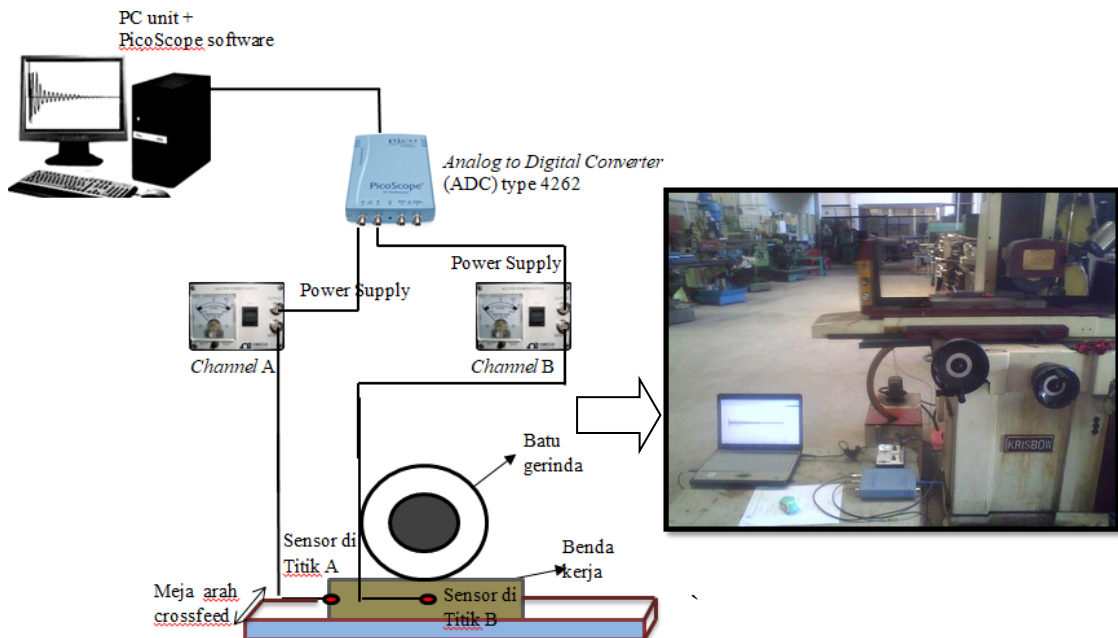 PC unit +
PicoScope software
pico
PicoScope®
Analog to Digital Converter
(ADC) type 4262
Power Supply
Power Supply
Channel A
Channel B
Batu
gerinda
Sensor di
Titik A
Benda
kerja
Meja arah
crossfeed
Sensor di
Titik B
KRISBOW